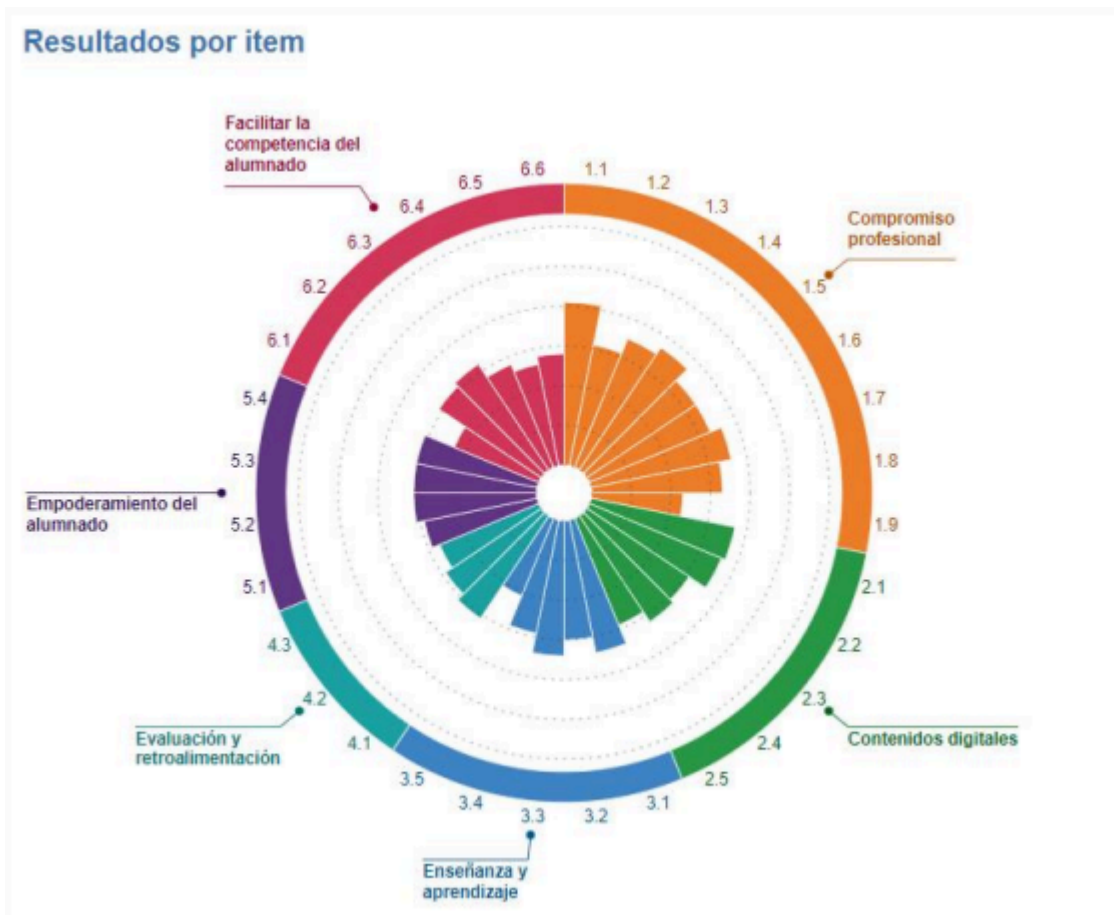 Resultados por item
Facilitar la
competencia del
alumnado
6.6
1.1
6.5
1.2
6.4
1.3
6.3
1.4
Compromiso
profesional
6.2
1.5
6.1
1.6
5.4
1.7
5.3
1.8
Empoderamiento del
alumnado
5.2
1.9
5.1
2.1
4.3
2.2
4.2
2.3
Evaluación y
retroalimentación
4.1
2.4
Contenidos digitales
3.5
2.5
3.4
3.3
3.2
3.1
Enseñanza y
aprendizaje